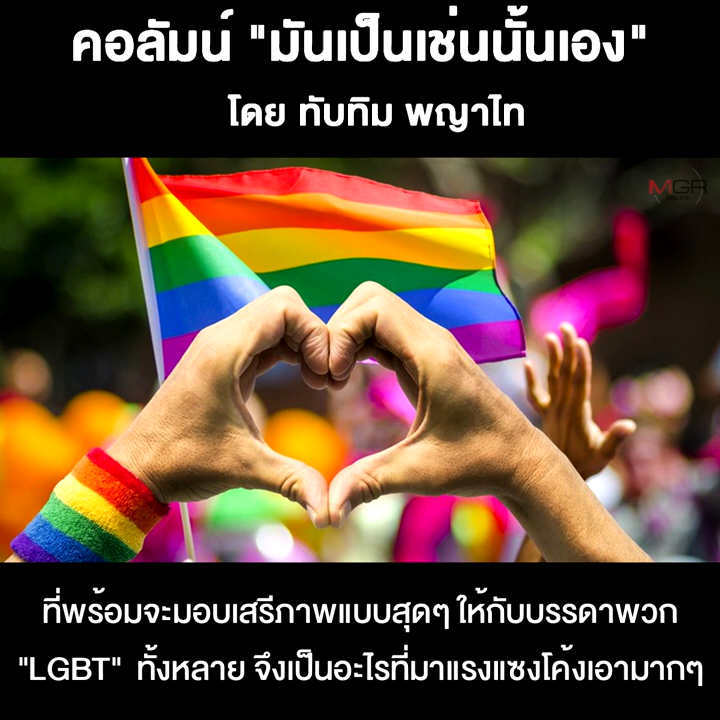 คอลัมน์ "มันเป็นเช่นนั้นเอง"
โดย ทับทิม พญาไท
MGR
ONLINE
ที่พร้อมจะมอบเสรีภาพแบบสุดๆ ให้กับบรรดาพวก
"LGBT" ทั้งหลาย จึงเป็นอะไรที่มาแรงแซงโค้งเอามากๆ